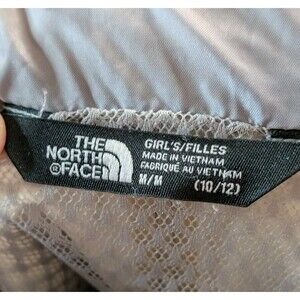 THE
NORTH
®FACE
GIRL'S/FILLES
MADE IN VIETNAM
FABRIQUÉ AU VIETNAM
M/M (10/12)